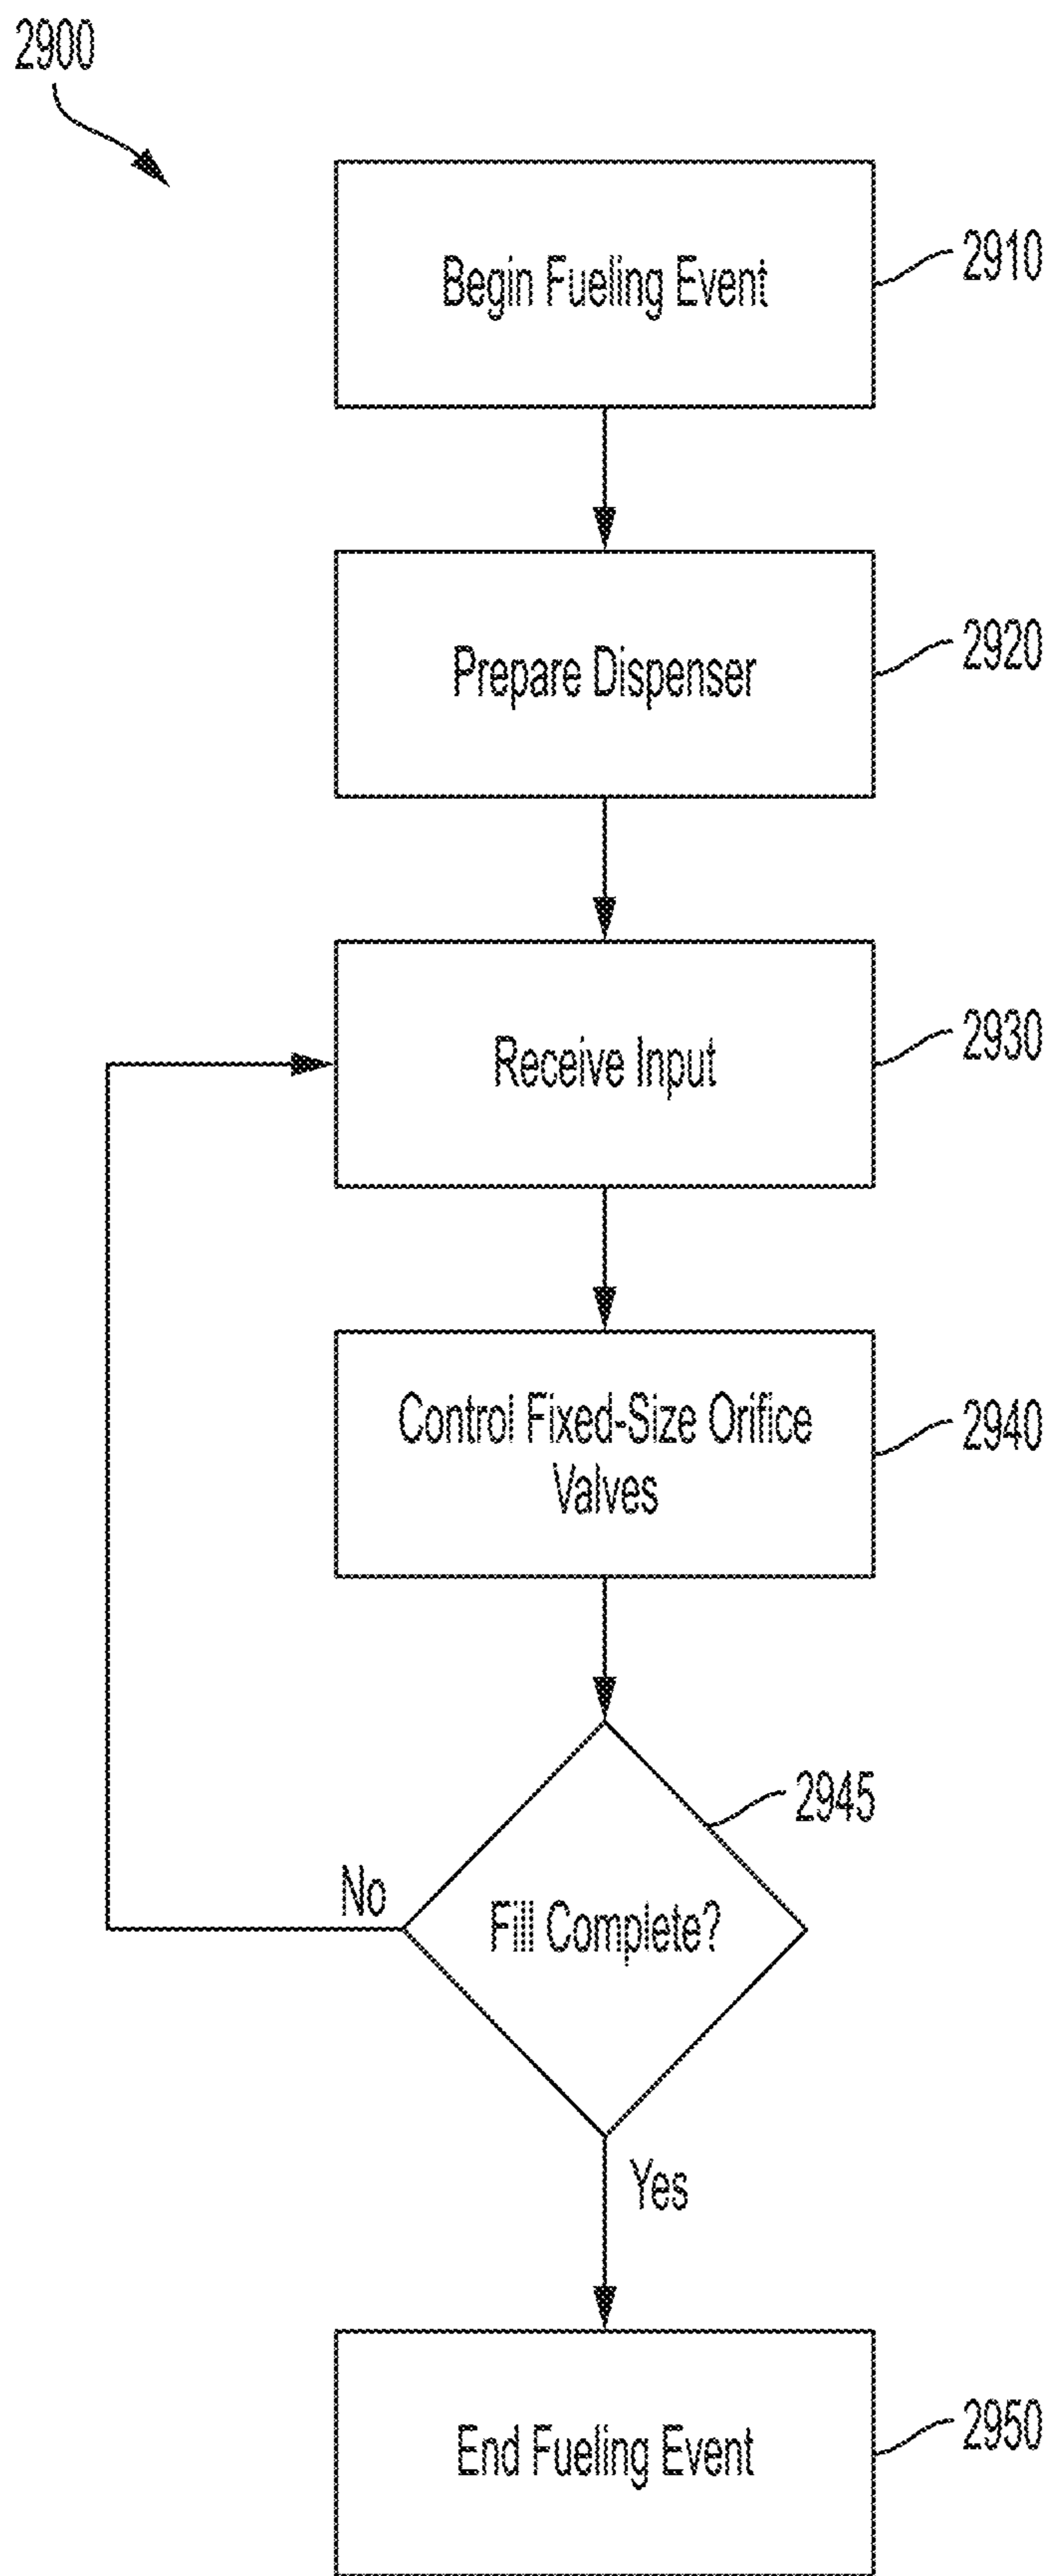 2900
Begin Fueling Event
2910
Prepare Dispenser
2920
Receive Input
2930
Control Fixed-Size Orifice
Valves
2940
2945
No
Fill Complete?
Yes
End Fueling Event
2950